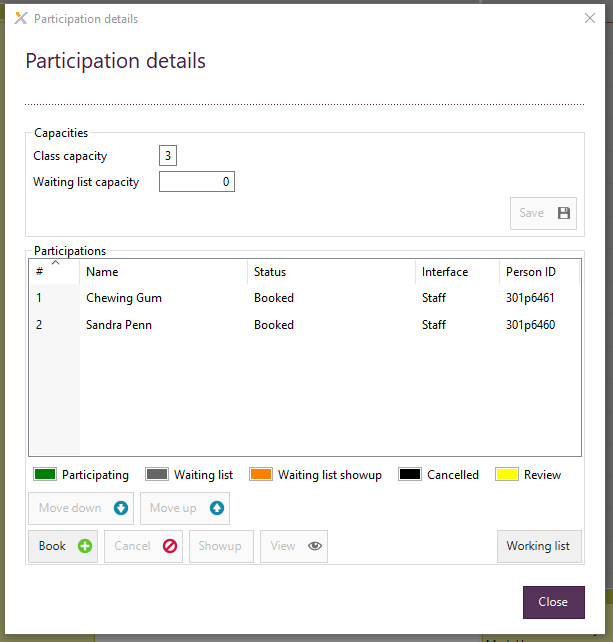 Participation details
Participation details
Capacities
Class capacity 3
Waiting list capacity 0
Save
Participations
# Name Status Interface Person ID
1 Chewing Gum Booked Staff 301p6461
2 Sandra Penn Booked Staff 301p6460
Participating Waiting list Waiting list showup Cancelled Review
Move down Move up
Book Cancel Showup View Working list
Close